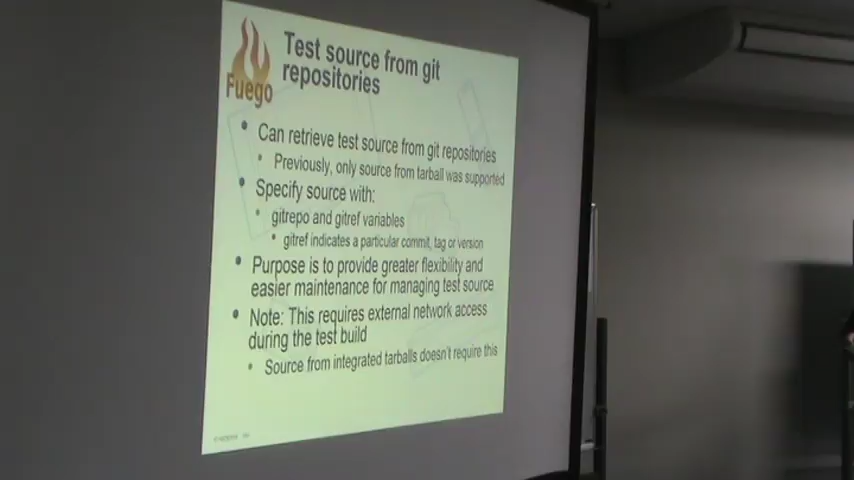 Fuego
Test source from git
repositories
• Can retrieve test source from git repositories
• Previously, only source from tarball was supported
• Specify source with:
• gitrepo and gitref variables
• gitref indicates a particular commit, tag or version
• Purpose is to provide greater flexibility and
easier maintenance for managing test source
• Note: This requires external network access
during the test build
• Source from integrated tarballs doesn't require this